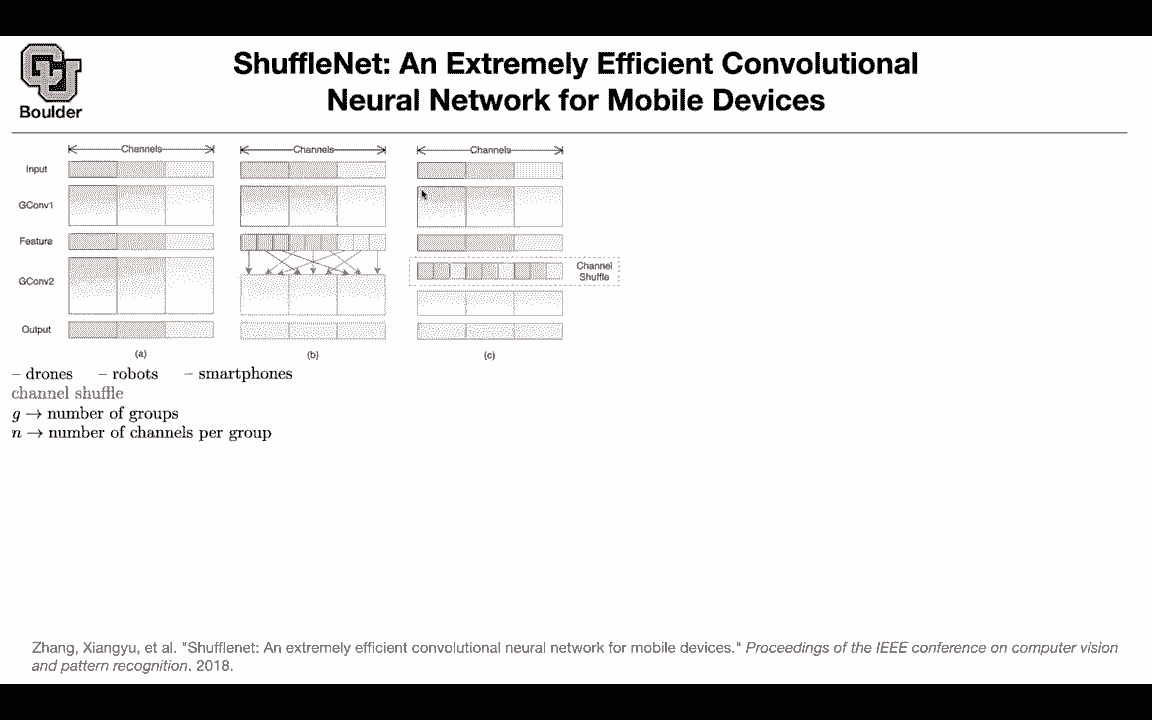 Boulder
ShuffleNet: An Extremely Efficient Convolutional
Neural Network for Mobile Devices
Channels Channels Channels
Input
GConv1
Feature
Channel
Shuffle
GConv2
Output
(a) (b) (c)
– drones – robots – smartphones
channel shuffle
g → number of groups
n → number of channels per group
Zhang, Xiangyu, et al. "Shufflenet: An extremely efficient convolutional neural network for mobile devices." Proceedings of the IEEE conference on computer vision
and pattern recognition. 2018.